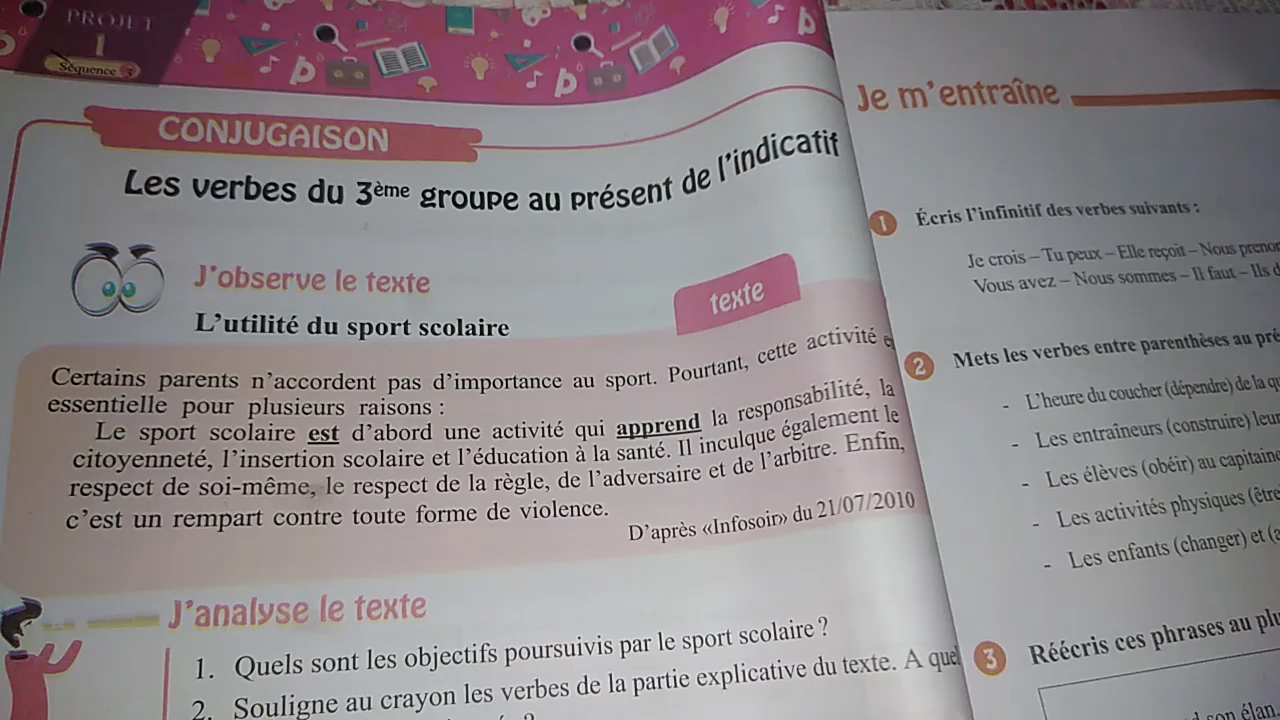 PROJET
1
Séquence 3
CONJUGAISON
Les verbes du 3ème groupe au présent de l'indicatif
J'observe le texte
texte
L'utilité du sport scolaire
Certains parents n'accordent pas d'importance au sport. Pourtant, cette activité
essentielle pour plusieurs raisons :
Le sport scolaire est d'abord une activité qui apprend la responsabilité, la
citoyenneté, l'insertion scolaire et l'éducation à la santé. Il inculque également le
respect de soi-même, le respect de la règle, de l'adversaire et de l'arbitre. Enfin,
c'est un rempart contre toute forme de violence.
D'après «Infosoir» du 21/07/2010
J'analyse le texte
1. Quels sont les objectifs poursuivis par le sport scolaire ?
2. Souligne au crayon les verbes de la partie explicative du texte. A quel
Je m'entraîne
1 Écris l'infinitif des verbes suivants :
Je crois – Tu peux – Elle reçoit – Nous
Vous avez – Nous sommes – Il faut – Ils
2 Mets les verbes entre parenthèses au
- L'heure du coucher (dépendre) de la
- Les entraîneurs (construire)
- Les élèves (obéir) au
- Les activités physiques (être
- Les enfants (changer) et
3 Réécris ces phrases au
son élan